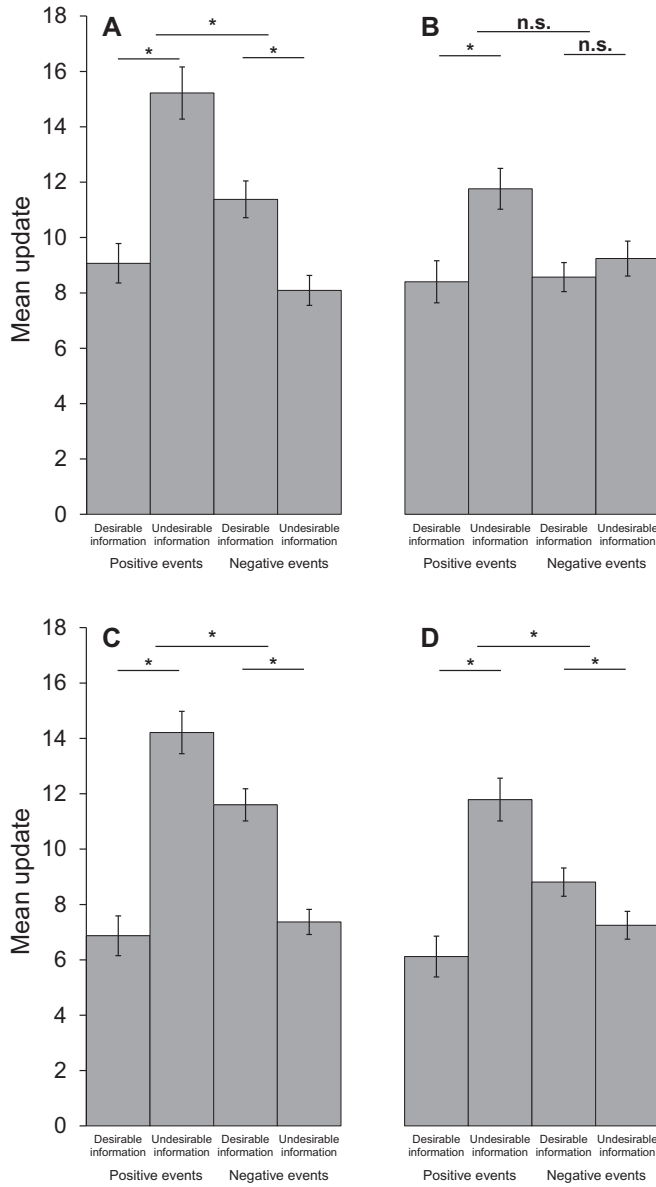 18
16
14
12
10
8
6
4
2
0
Mean update
A
*
*
*
Desirable information
Undesirable information
Desirable information
Undesirable information
Positive events
Negative events
B
n.s.
*
n.s.
Desirable information
Undesirable information
Desirable information
Undesirable information
Positive events
Negative events
18
16
14
12
10
8
6
4
2
0
Mean update
C
*
*
*
Desirable information
Undesirable information
Desirable information
Undesirable information
Positive events
Negative events
D
*
*
*
Desirable information
Undesirable information
Desirable information
Undesirable information
Positive events
Negative events